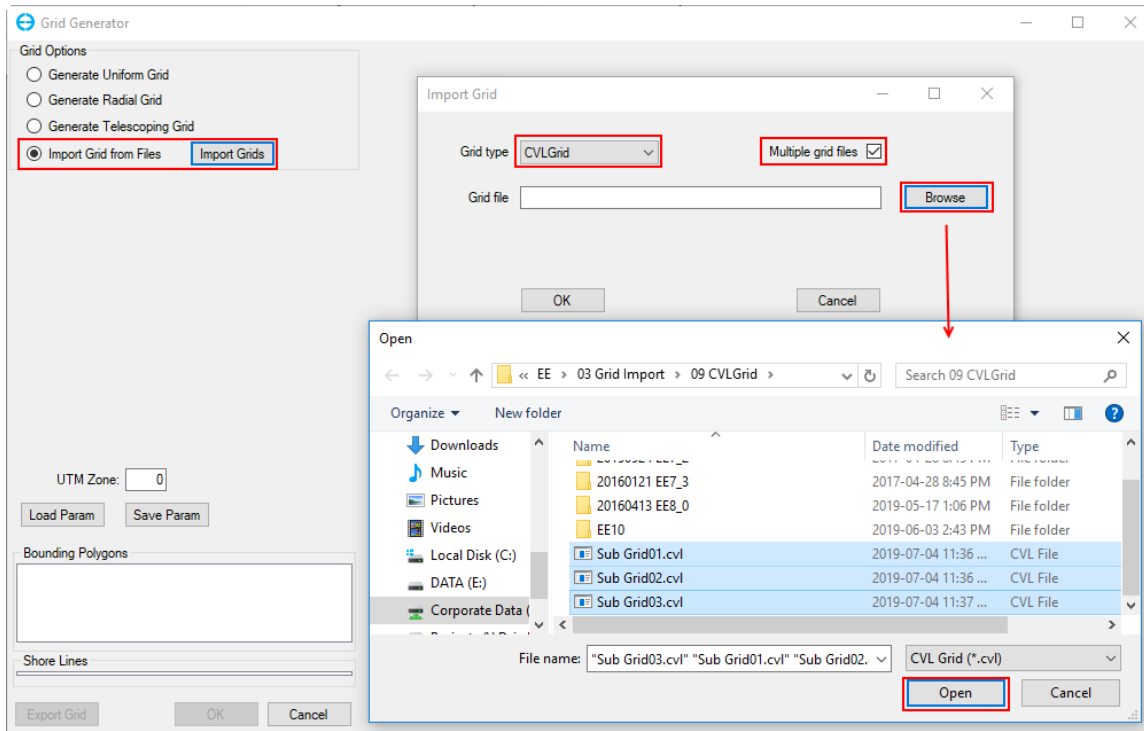 Grid Generator
Grid Options
Generate Uniform Grid
Generate Radial Grid
Generate Telescoping Grid
Import Grid from Files Import Grids
UTM Zone: 0
Load Param Save Param
Bounding Polygons
Shore Lines
Export Grid OK Cancel
Import Grid
Grid type CVLGrid Multiple grid files
Grid file Browse
OK Cancel
Open
« EE > 03 Grid Import > 09 CVLGrid > Search 09 CVLGrid
Organize New folder
Downloads
Music
Pictures
Videos
Local Disk (C:)
DATA (E:)
Corporate Data (
Name Date modified Type
20160121 EE7_3 2017-04-28 8:45 PM File folder
20160413 EE8_0 2019-05-17 1:06 PM File folder
EE10 2019-06-03 2:43 PM File folder
Sub Grid01.cvl 2019-07-04 11:36 ... CVL File
Sub Grid02.cvl 2019-07-04 11:36 ... CVL File
Sub Grid03.cvl 2019-07-04 11:37 ... CVL File
File name: "Sub Grid03.cvl" "Sub Grid01.cvl" "Sub Grid02. CVL Grid (*.cvl)
Open Cancel